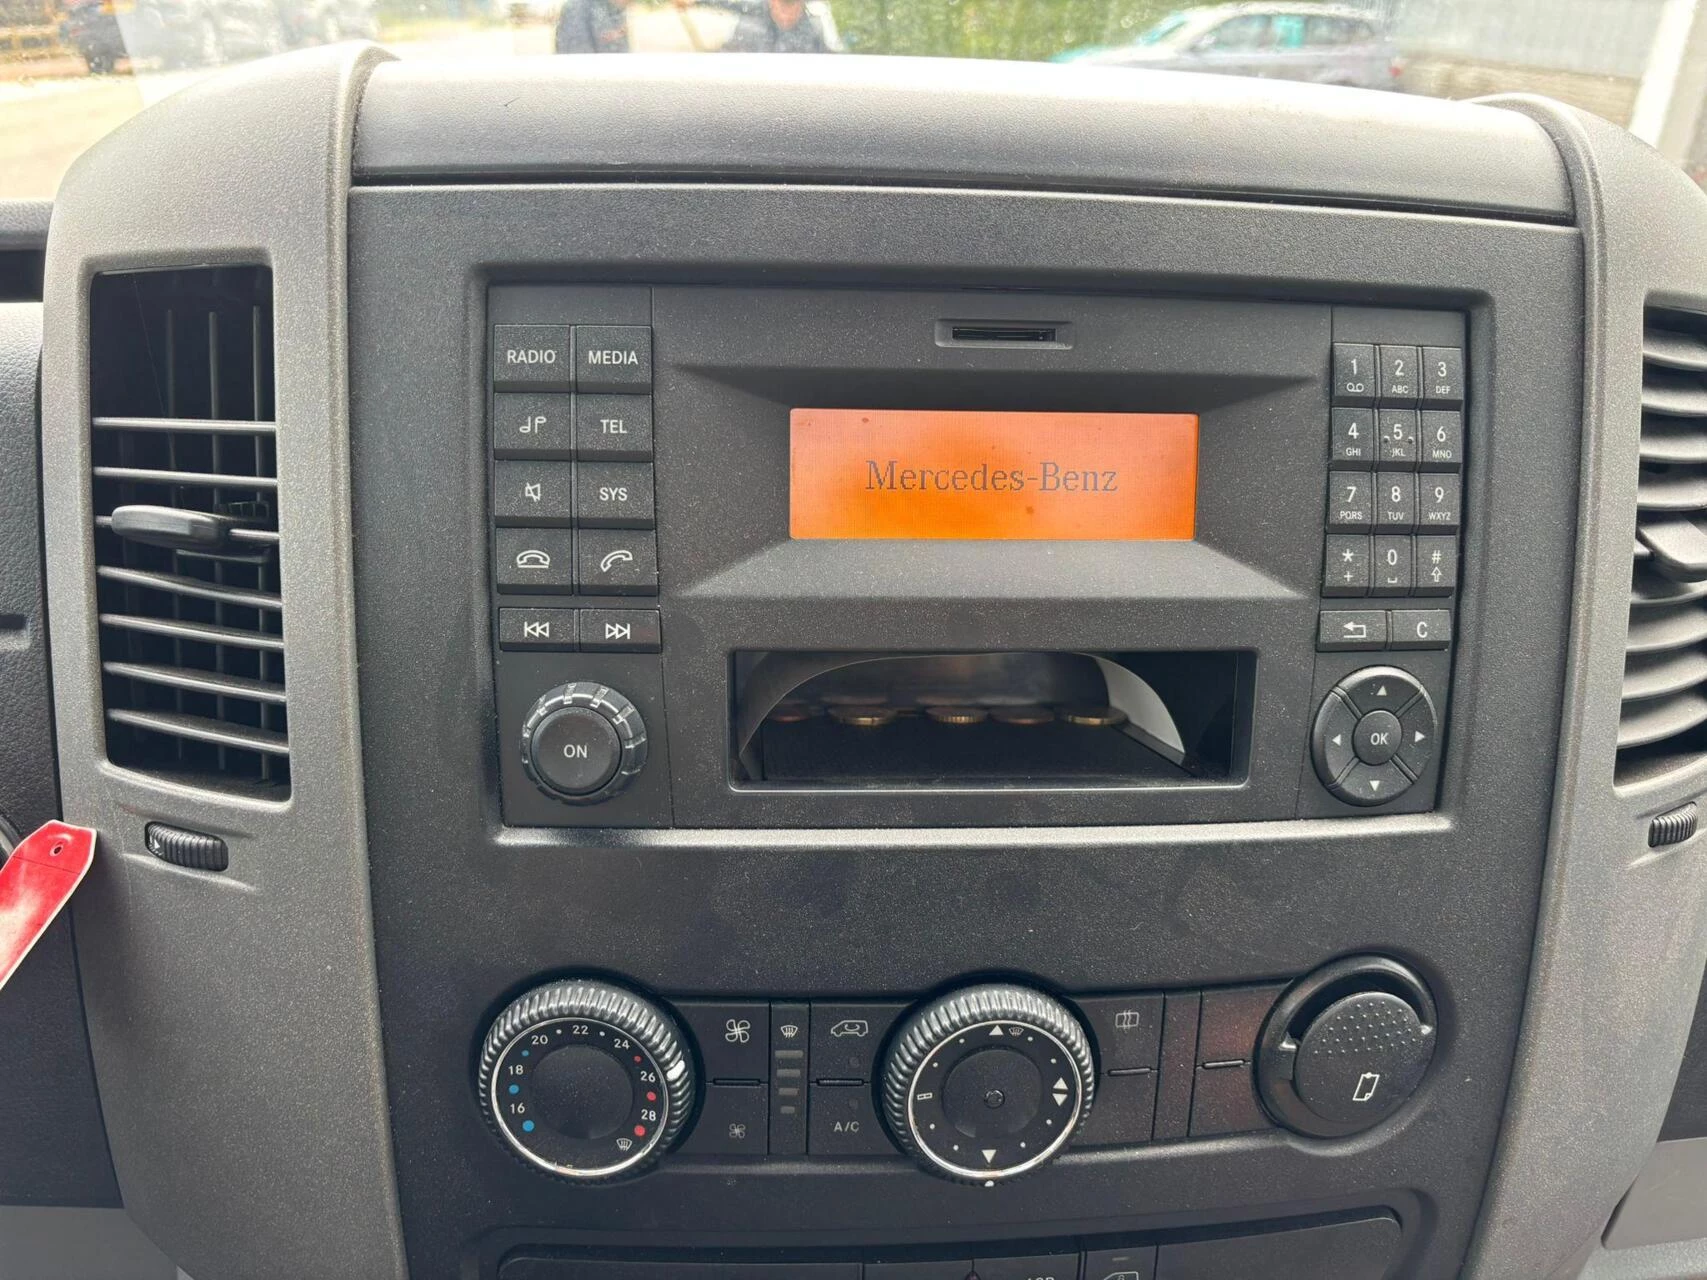 RADIO MEDIA
TEL
SYS
ON
Mercedes-Benz
1 2 ABC 3 DEF
4 GHI 5 JKL 6 MNO
7 PQRS 8 TUV 9 WXYZ
* + 0 #
C
OK
20 22 24
18 26
16 28
A/C